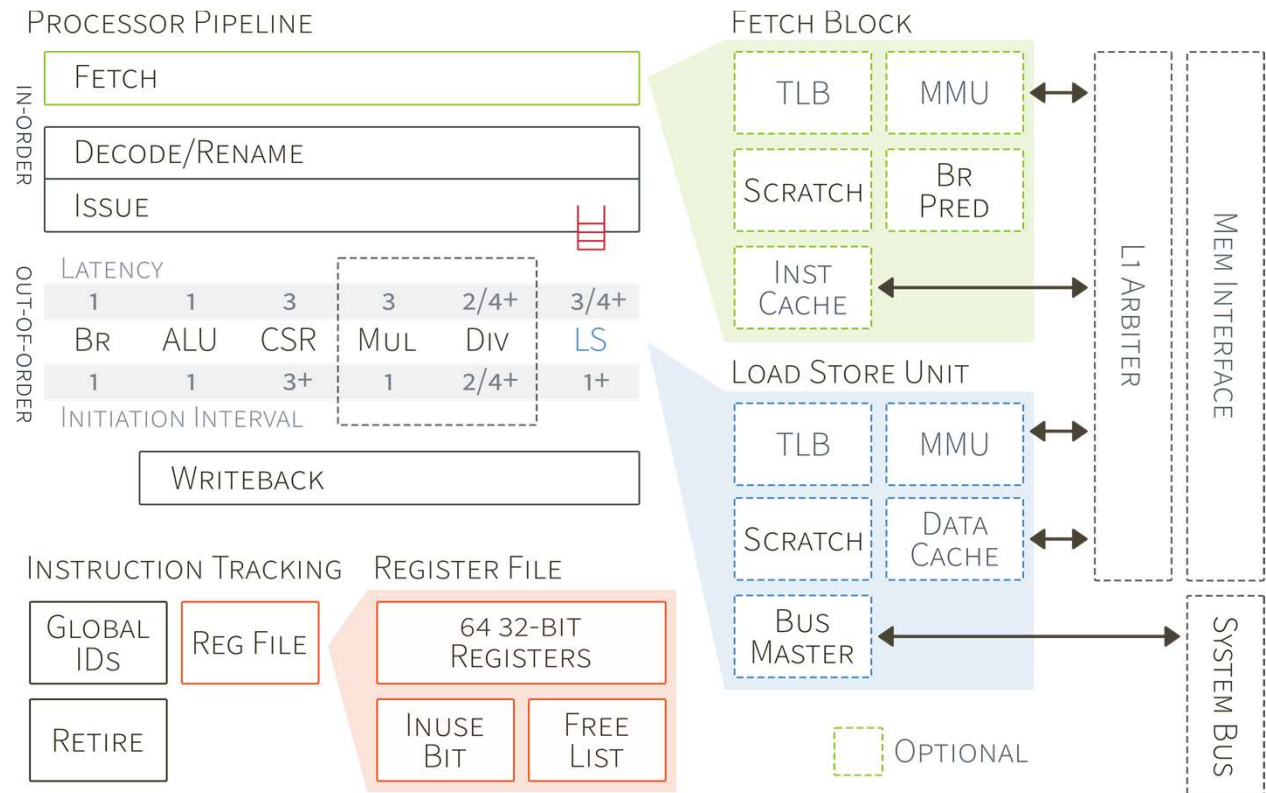 PROCESSOR PIPELINE
FETCH
IN-ORDER
DECODE/RENAME
ISSUE
OUT-OF-ORDER
LATENCY
1 1 3 3 2/4+ 3/4+
BR ALU CSR MUL DIV LS
1 1 3+ 1 2/4+ 1+
INITIATION INTERVAL
WRITEBACK
INSTRUCTION TRACKING
GLOBAL
IDS
REG FILE
RETIRE
REGISTER FILE
64 32-BIT
REGISTERS
INUSE
BIT
FREE
LIST
FETCH BLOCK
TLB
MMU
SCRATCH
BR
PRED
INST
CACHE
LOAD STORE UNIT
TLB
MMU
SCRATCH
DATA
CACHE
BUS
MASTER
L1 ARBITER
MEM INTERFACE
SYSTEM BUS
OPTIONAL